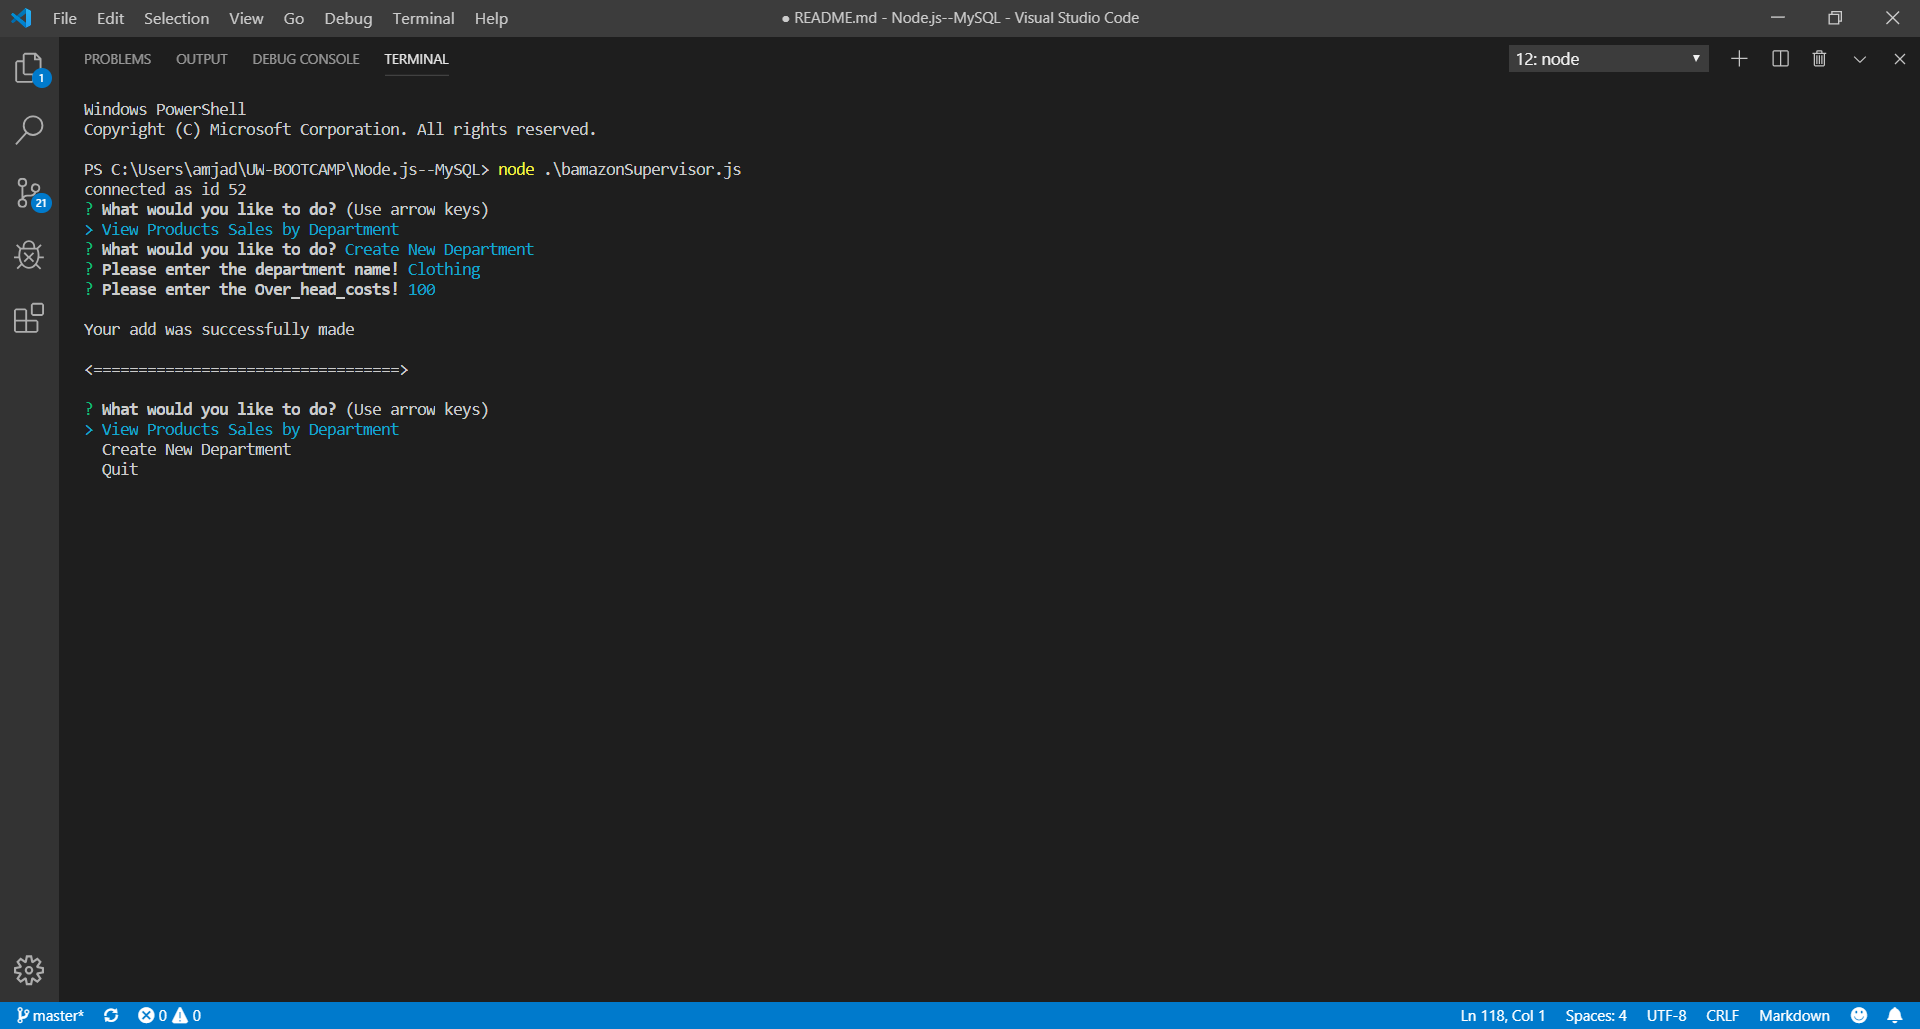 File Edit Selection View Go Debug Terminal Help ● README.md - Node.js--MySQL - Visual Studio Code
PROBLEMS OUTPUT DEBUG CONSOLE TERMINAL 12: node
1
21
Windows PowerShell
Copyright (C) Microsoft Corporation. All rights reserved.
PS C:\Users\amjad\UW-BOOTCAMP\Node.js--MySQL> node .\bamazonSupervisor.js
connected as id 52
? What would you like to do? (Use arrow keys)
> View Products Sales by Department
? What would you like to do? Create New Department
? Please enter the department name! Clothing
? Please enter the Over_head_costs! 100
Your add was successfully made
<==================================>
? What would you like to do? (Use arrow keys)
> View Products Sales by Department
Create New Department
Quit
master* 0 0 Ln 118, Col 1 Spaces: 4 UTF-8 CRLF Markdown